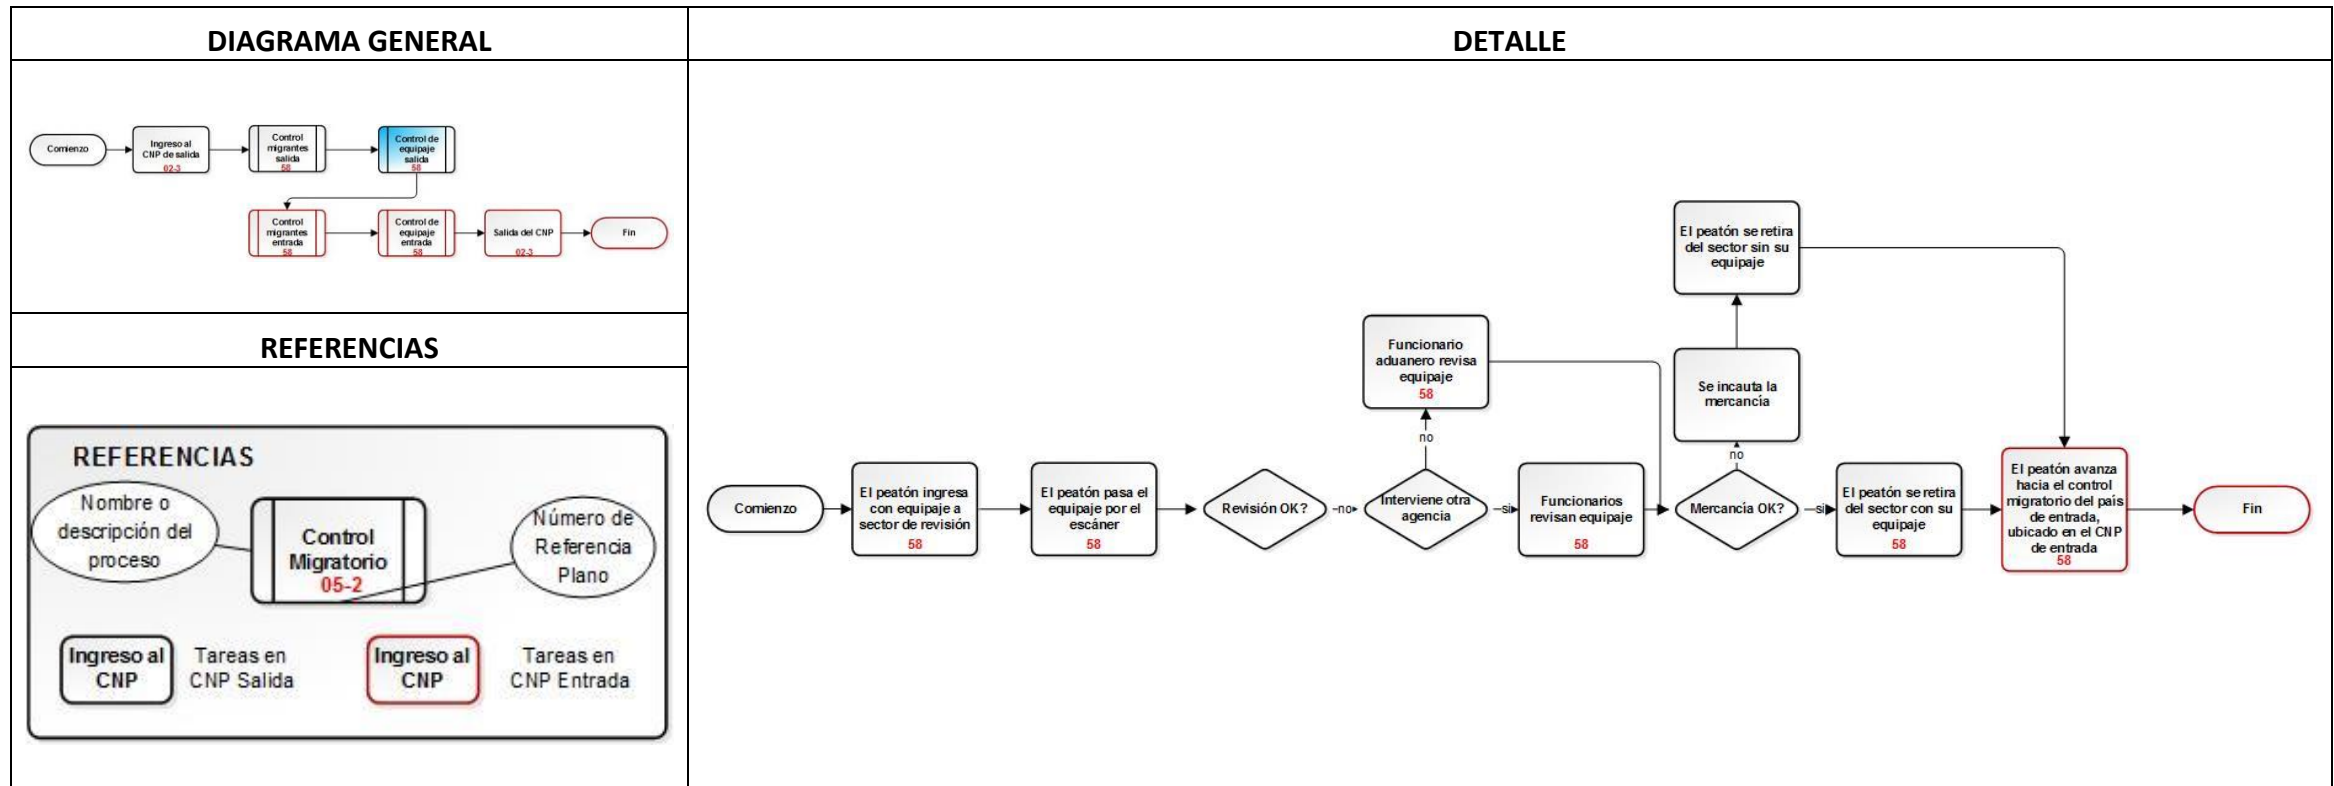 DIAGRAMA GENERAL
Comienzo
Ingreso al
CNP de salida
02-3
Control
migrantes
salida
58
Control de
equipaje
salida
58
Control
migrantes
entrada
58
Control de
equipaje
entrada
58
Salida del CNP
02-3
Fin
REFERENCIAS
REFERENCIAS
Nombre o
descripción del
proceso
Control
Migratorio
05-2
Número de
Referencia
Plano
Ingreso al
CNP
Tareas en
CNP Salida
Ingreso al
CNP
Tareas en
CNP Entrada
DETALLE
Comienzo
El peatón ingresa
con equipaje a
sector de revisión
58
El peatón pasa el
equipaje por el
escáner
58
Revisión OK?
no
Interviene otra
agencia
no
Funcionario
aduanero revisa
equipaje
58
si
Funcionarios
revisan equipaje
58
Mercancía OK?
no
Se incauta la
mercancía
El peatón se retira
del sector sin su
equipaje
si
El peatón se retira
del sector con su
equipaje
58
El peatón avanza
hacia el control
migratorio del país
de entrada,
ubicado en el CNP
de entrada
58
Fin